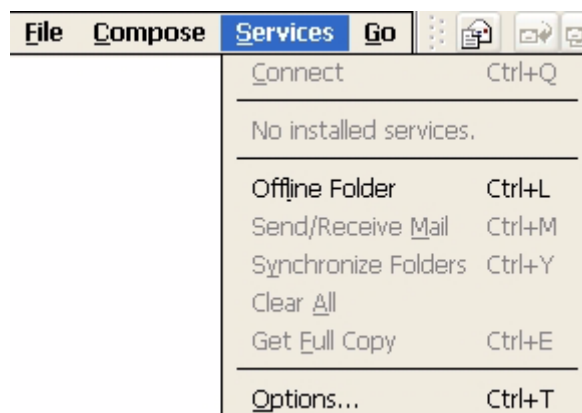 File Compose Services Go
Connect Ctrl+Q
No installed services.
Offline Folder Ctrl+L
Send/Receive Mail Ctrl+M
Synchronize Folders Ctrl+Y
Clear All
Get Full Copy Ctrl+E
Options... Ctrl+T